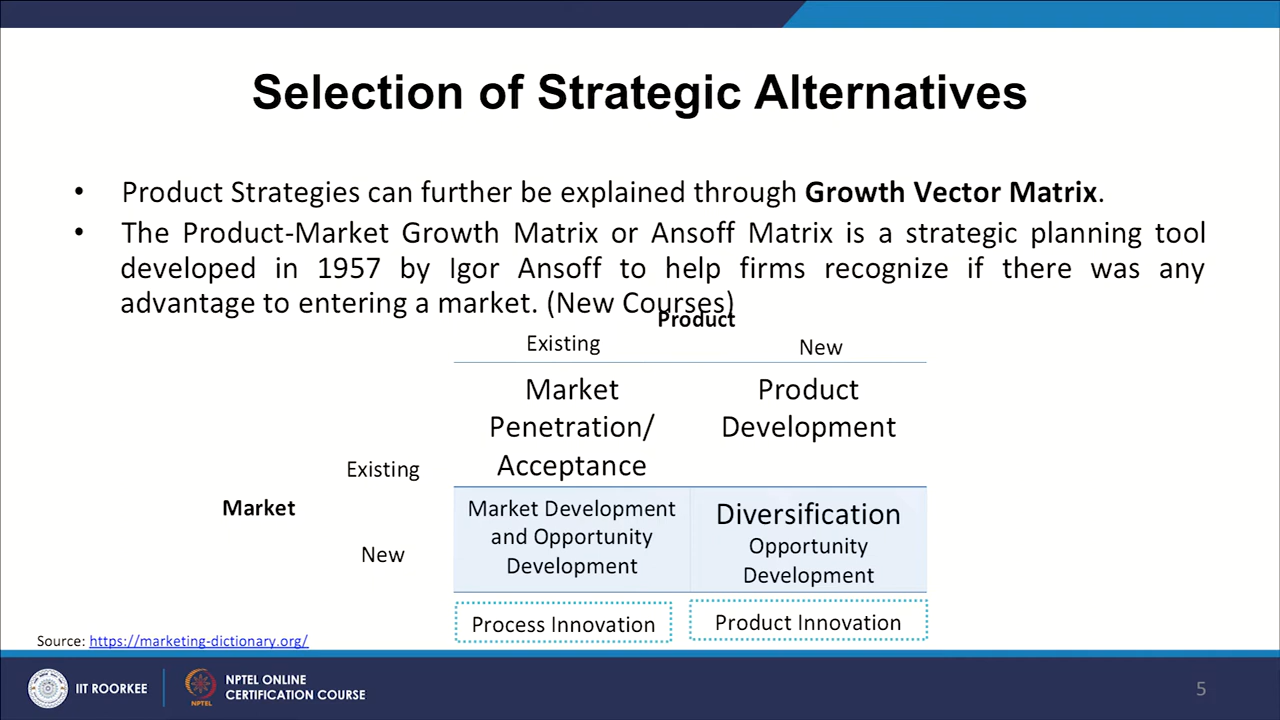 Selection of Strategic Alternatives
• Product Strategies can further be explained through Growth Vector Matrix.
• The Product-Market Growth Matrix or Ansoff Matrix is a strategic planning tool
developed in 1957 by Igor Ansoff to help firms recognize if there was any
advantage to entering a market. (New Courses)
Product
Existing New
Market
Penetration/
Acceptance
Product
Development
Existing
Market
New
Market Development
and Opportunity
Development
Diversification
Opportunity
Development
Process Innovation
Product Innovation
Source: https://marketing-dictionary.org/
IIT ROORKEE
NPTEL
NPTEL ONLINE
CERTIFICATION COURSE
5